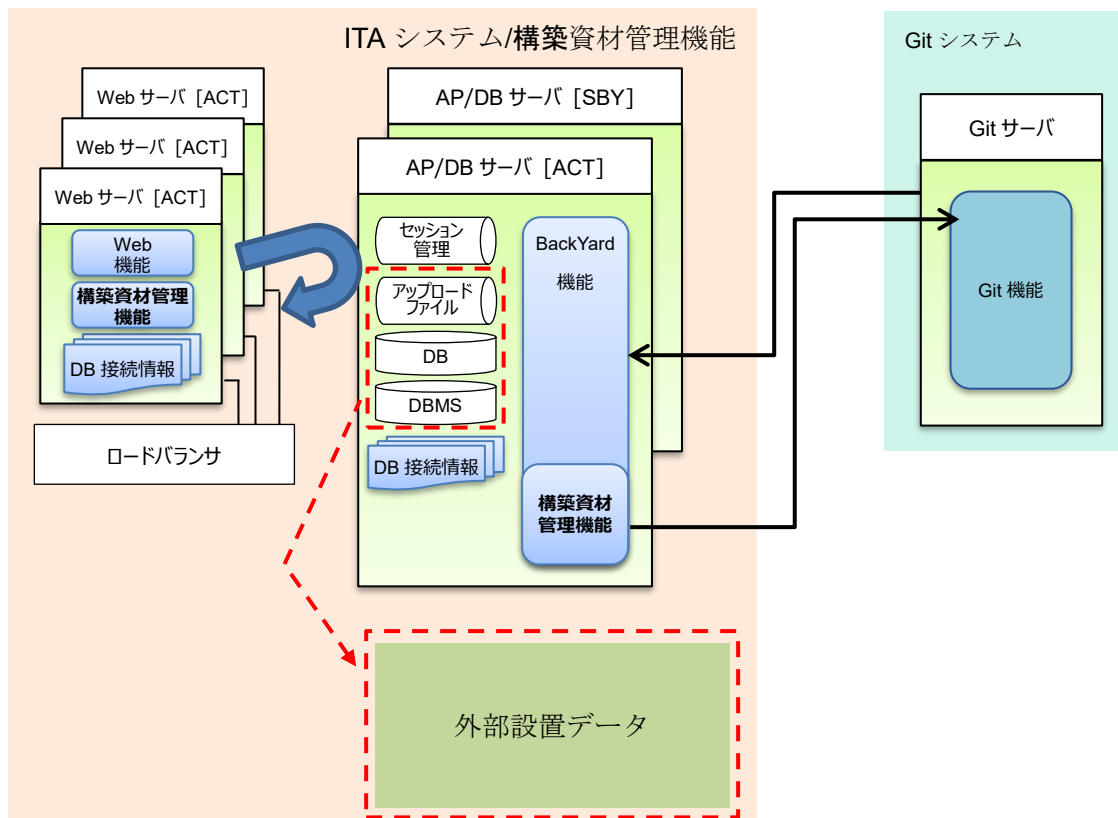 ITA システム/構築資材管理機能
Git システム
Web サーバ [ACT]
Web サーバ [ACT]
Web サーバ [ACT]
Web
機能
構築資材管理
機能
DB 接続情報
ロードバランサ
AP/DB サーバ [SBY]
AP/DB サーバ [ACT]
セッション
管理
アップロード
ファイル
DB
DBMS
DB 接続情報
BackYard
機能
構築資材
管理機能
Git サーバ
Git 機能
外部設置データ